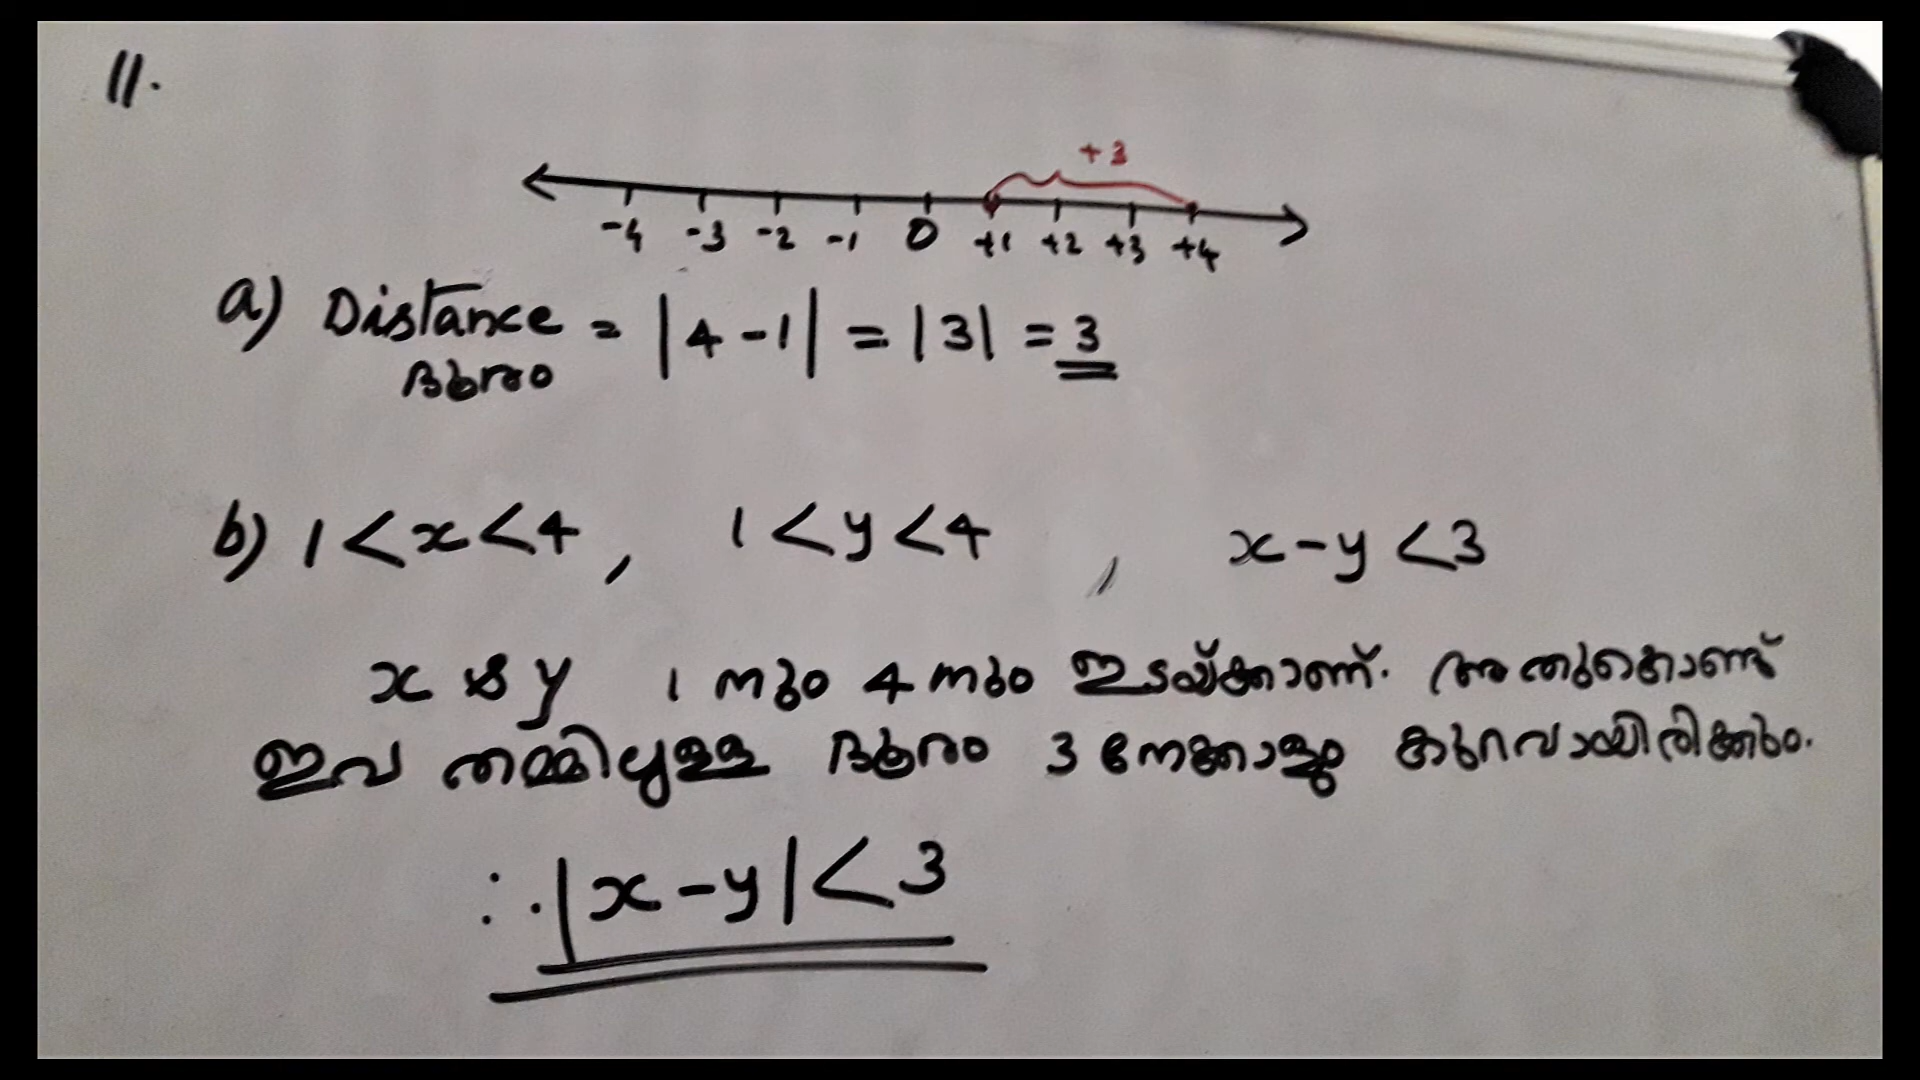 11.
+3
-4 -3 -2 -1 0 +1 +2 +3 +4
a) Distance = |4-1| = |3| = 3
ദൂരം
b) 1<x<4, 1<y<4, x-y<3
x & y 1 നും 4 നും ഇടയ്ക്കാണ്. അതുകൊണ്ട്
ഇവ തമ്മിലുള്ള ദൂരം 3 നേക്കാളും കുറവായിരിക്കും.
∴ |x-y|<3